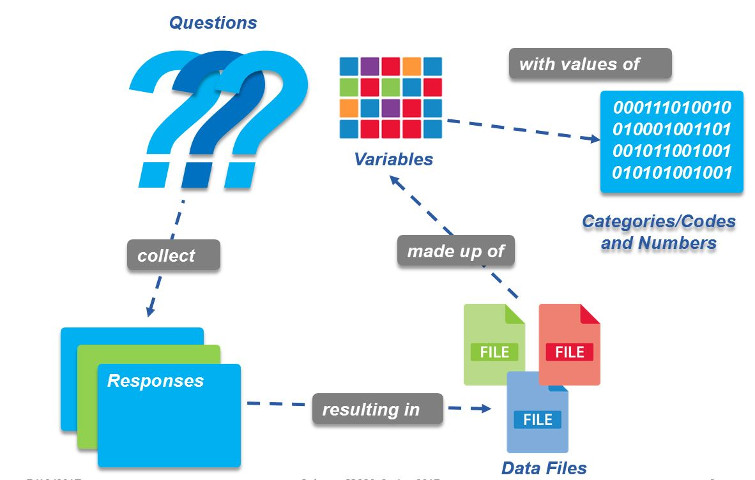 Questions
???
with values of
000111010010
010001001101
001011001001
010101001001
Variables
Categories/Codes
and Numbers
collect
made up of
FILE
FILE
Responses
resulting in
FILE
Data Files